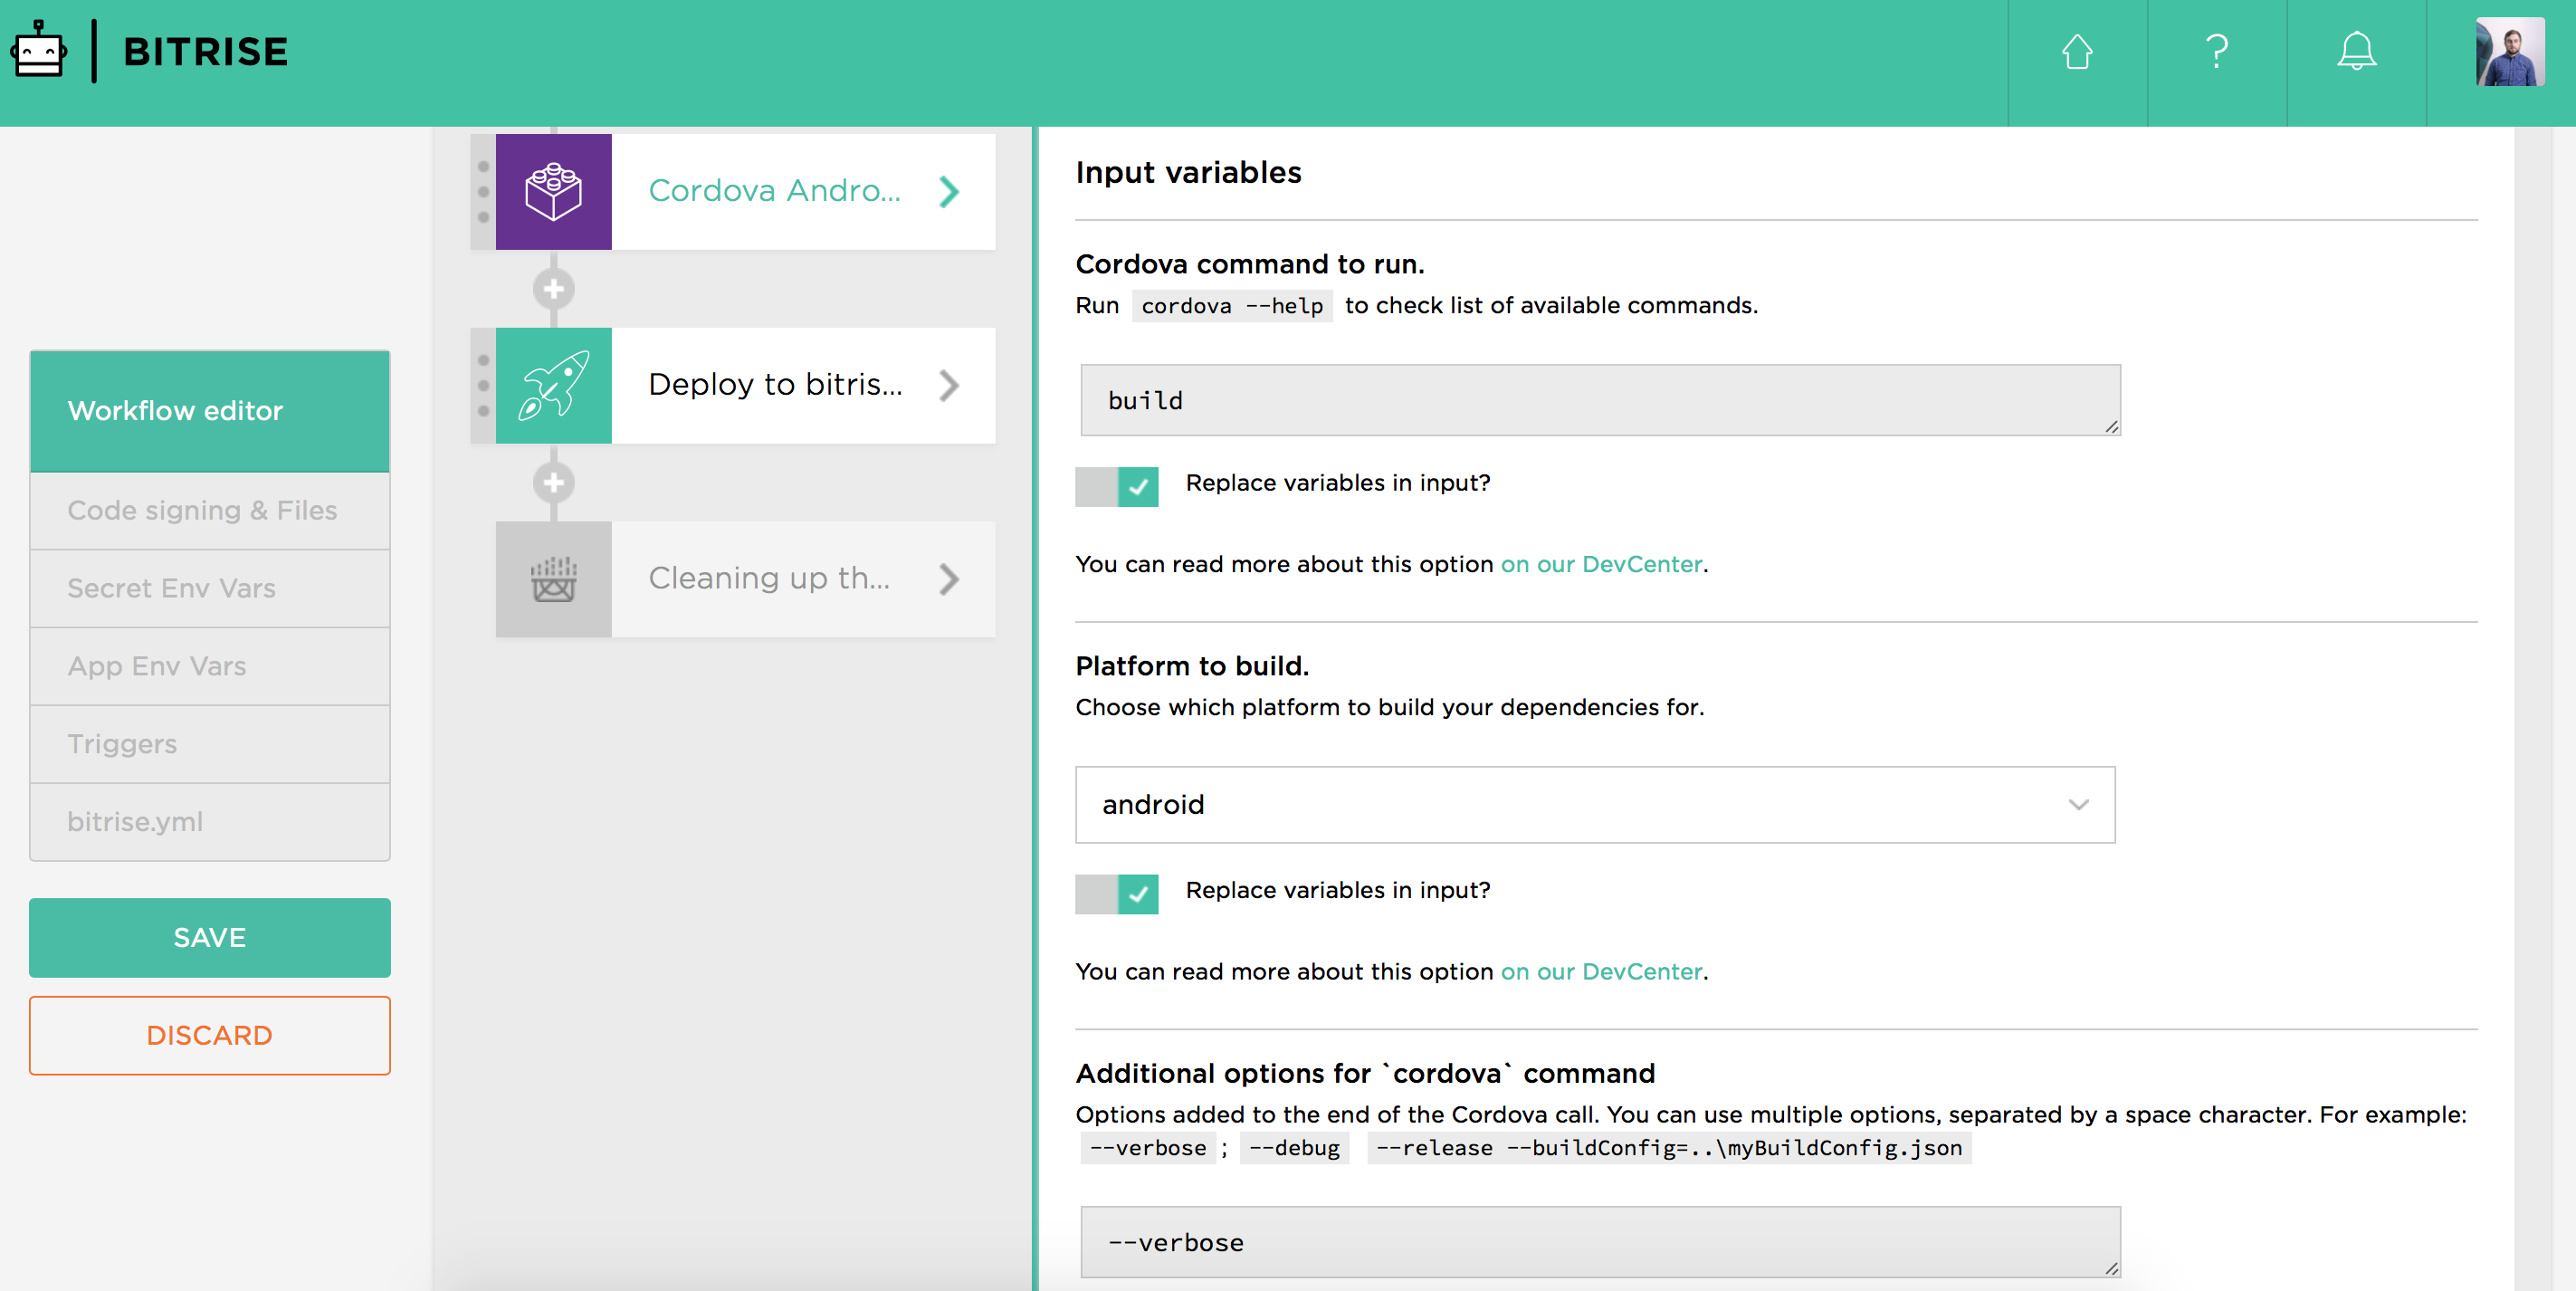 BITRISE
?
Workflow editor
Code signing & Files
Secret Env Vars
App Env Vars
Triggers
bitrise.yml
SAVE
DISCARD
Cordova Andro...
Deploy to bitris...
Cleaning up th...
Input variables
Cordova command to run.
Run cordova --help to check list of available commands.
build
Replace variables in input?
You can read more about this option on our DevCenter.
Platform to build.
Choose which platform to build your dependencies for.
android
Replace variables in input?
You can read more about this option on our DevCenter.
Additional options for `cordova` command
Options added to the end of the Cordova call. You can use multiple options, separated by a space character. For example:
--verbose ; --debug --release --buildConfig=..\myBuildConfig.json
--verbose